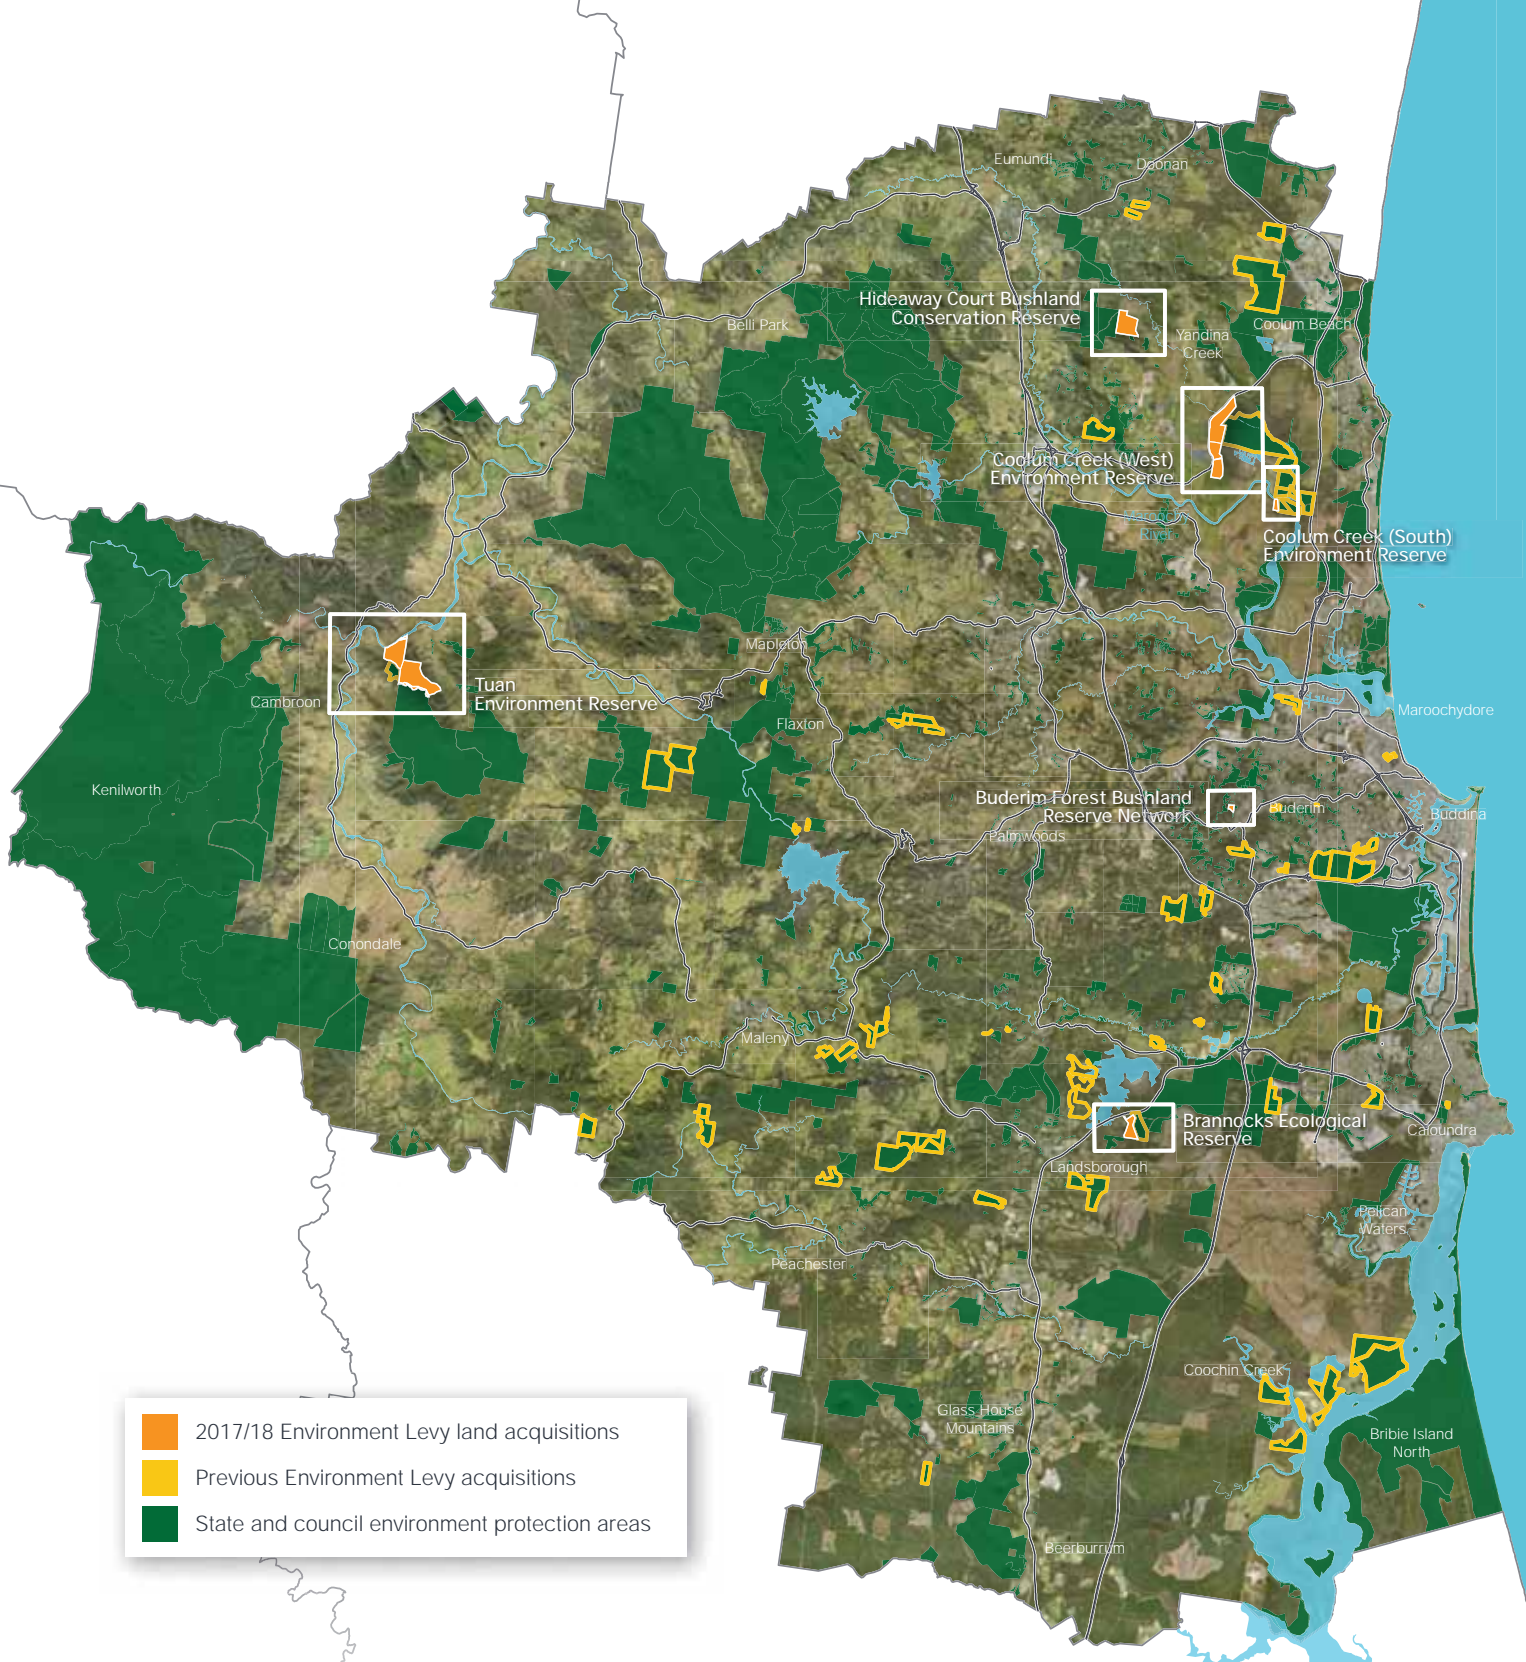 Eumundi
Doonan
Hideaway Court Bushland
Conservation Reserve
Belli Park
Yandina
Creek
Coolum Beach
Coolum Creek (West)
Environment Reserve
Maroochy
River
Coolum Creek (South)
Environment Reserve
Mapleton
Tuan
Environment Reserve
Cambroon
Flaxton
Maroochydore
Kenilworth
Buderim Forest Bushland
Reserve Network
Buderim
Buddina
Palmwoods
Conondale
Maleny
Brannocks Ecological
Reserve
Caloundra
Landsborough
Pelican
Waters
Peachester
Coochin Creek
Glass House
Mountains
Bribie Island
North
Beerburrum
2017/18 Environment Levy land acquisitions
Previous Environment Levy acquisitions
State and council environment protection areas